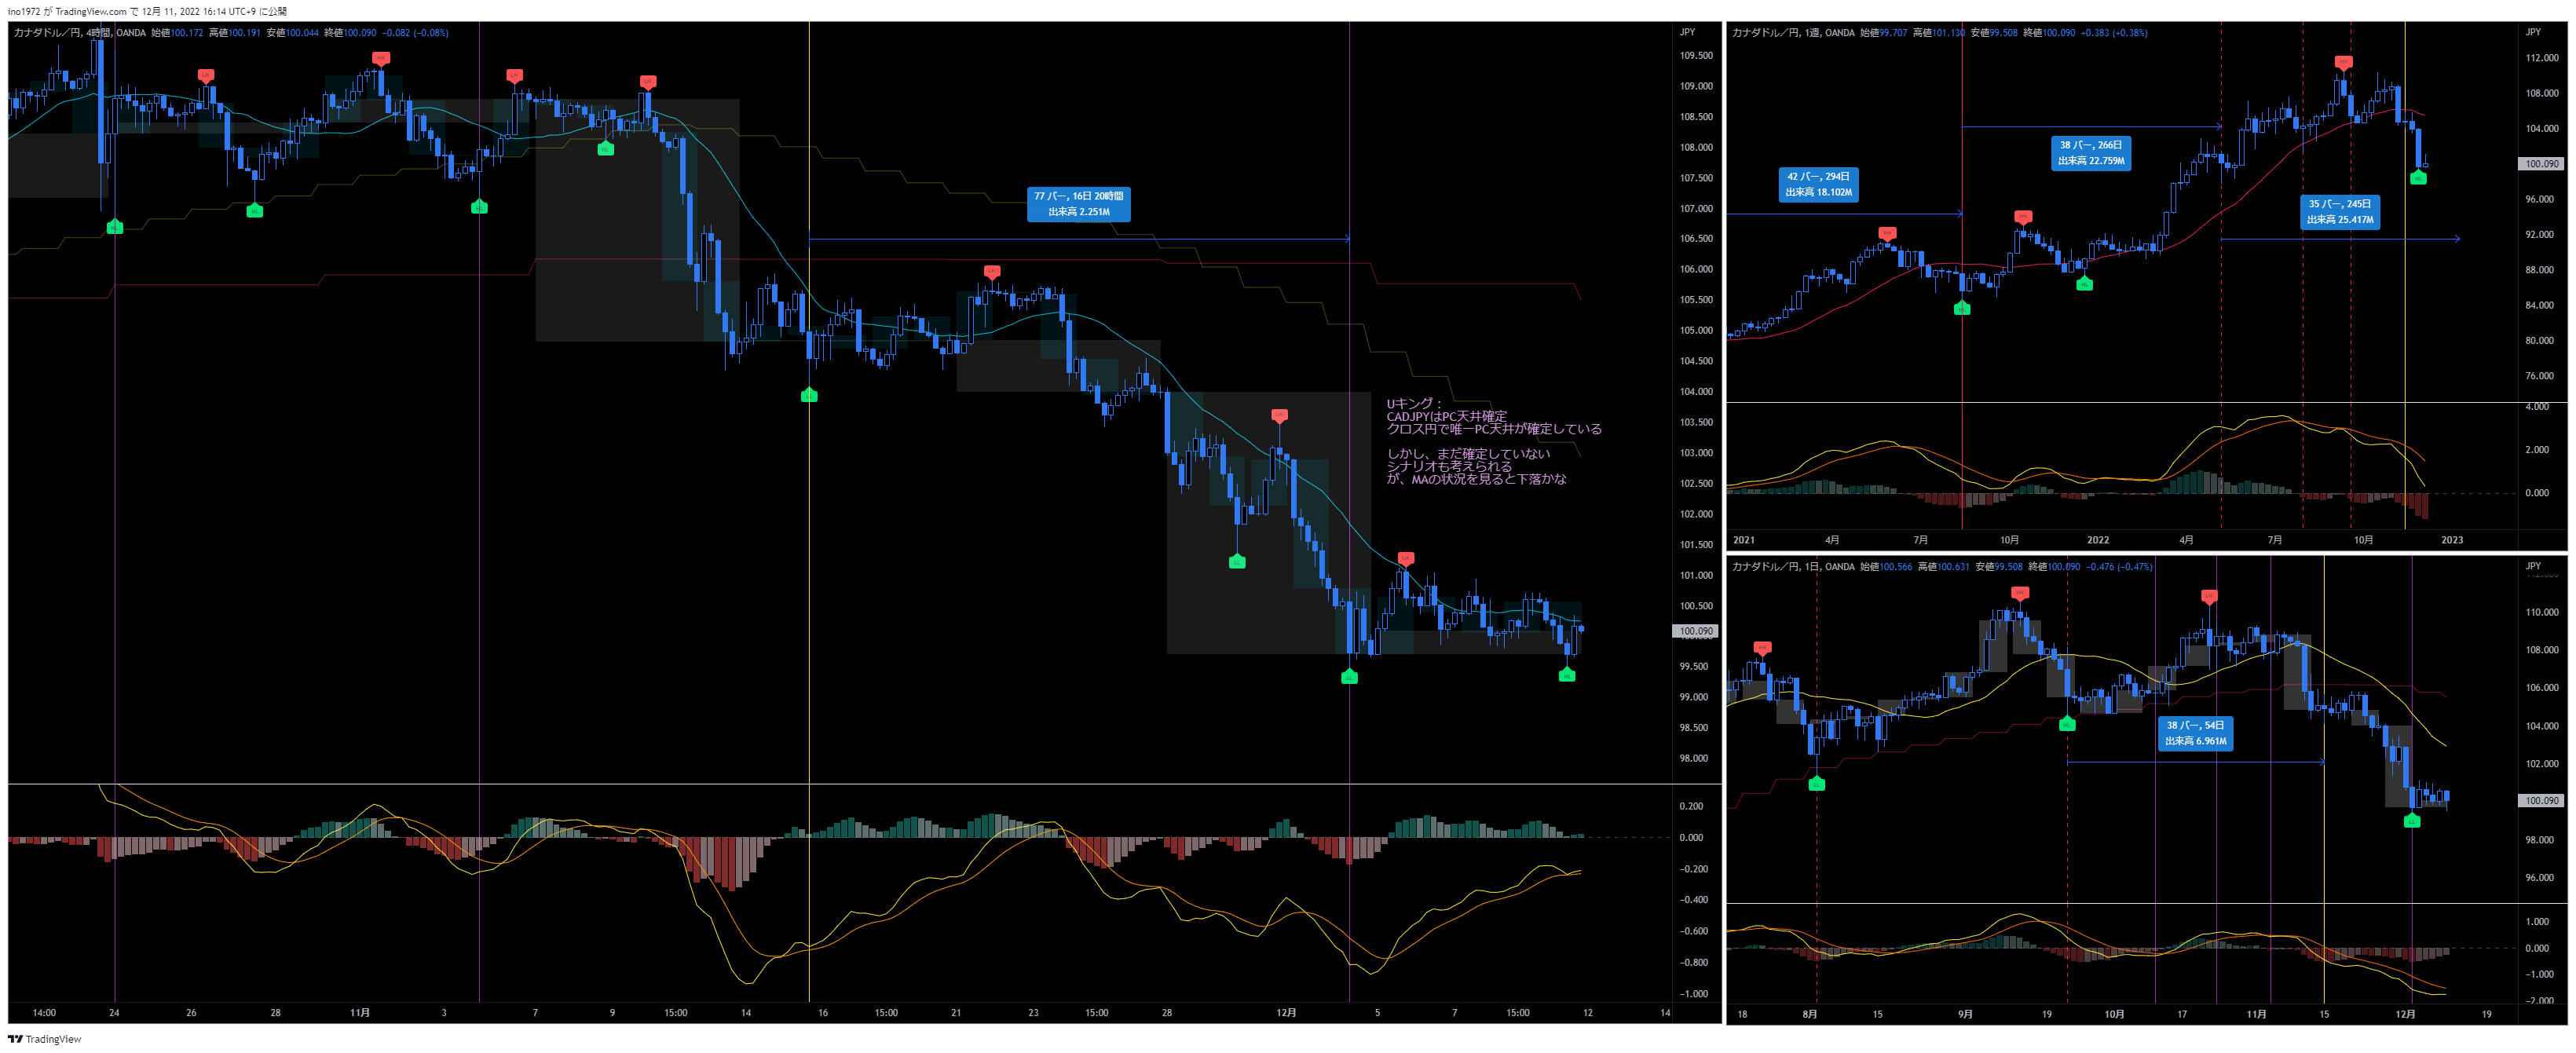 ino1972 が TradingView.com で 12月 11, 2022 16:14 UTC+9 に公開
カナダドル／円, 4時間, OANDA 始値100.172 高値100.191 安値100.044 終値100.090 −0.082 (−0.08%)
JPY
109.500
109.000
108.500
108.000
107.500
107.000
106.500
106.000
105.500
105.000
104.500
104.000
103.500
103.000
102.500
102.000
101.500
101.000
100.500
100.090
99.500
99.000
98.500
98.000
77 バー, 16日 20時間
出来高 2.251M
Uキング：
CADJPYはPC天井確定
クロス円で唯一PC天井が確定している
しかし、まだ確定していない
シナリオも考えられる
が、MAの状況を見ると下落かな
0.200
0.000
−0.200
−0.400
−0.600
−0.800
−1.000
14:00 24 26 28 11月 3 7 9 15:00 14 16 15:00 21 23 15:00 28 12月 5 7 15:00 12 14
カナダドル／円, 1週, OANDA 始値99.707 高値101.130 安値99.508 終値100.090 +0.383 (+0.38%)
JPY
112.000
108.000
104.000
100.090
96.000
92.000
88.000
84.000
80.000
76.000
42 バー, 294日
出来高 18.102M
38 バー, 266日
出来高 22.759M
35 バー, 245日
出来高 25.417M
4.000
2.000
0.000
2021 4月 7月 10月 2022 4月 7月 10月 2023
カナダドル／円, 1日, OANDA 始値100.566 高値100.631 安値99.508 終値100.090 −0.476 (−0.47%)
JPY
112.000
110.000
108.000
106.000
104.000
102.000
100.090
98.000
96.000
38 バー, 54日
出来高 6.961M
1.000
0.000
−1.000
−2.000
18 8月 15 9月 19 10月 17 11月 15 12月 19
TradingView